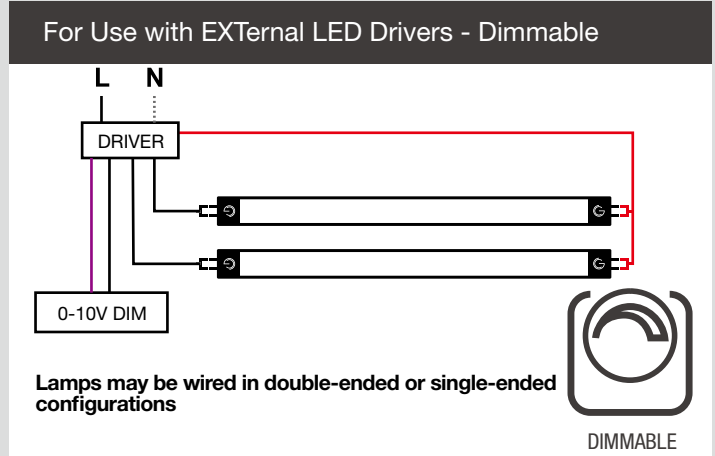 For Use with EXTernal LED Drivers - Dimmable
L N
DRIVER
0-10V DIM
Lamps may be wired in double-ended or single-ended
configurations
DIMMABLE